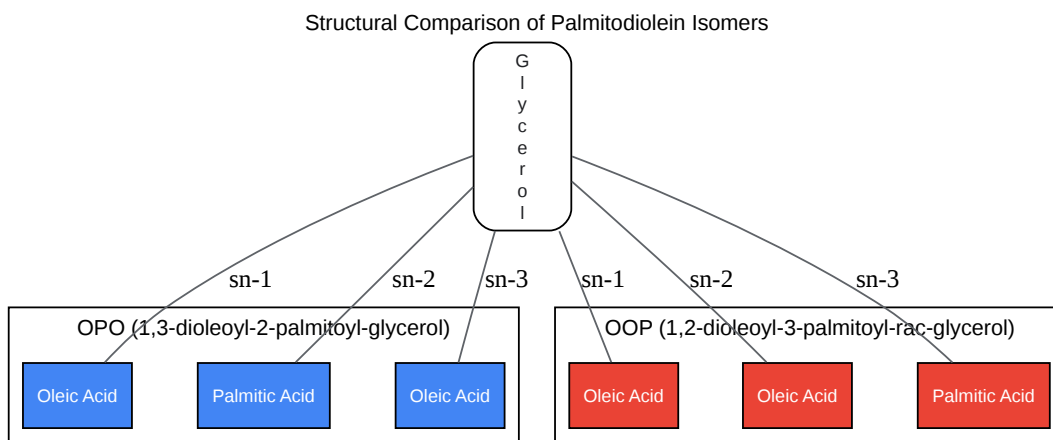 Structural Comparison of Palmitodiolein Isomers
G
l
y
c
e
r
o
l
sn-1
sn-2
sn-3
sn-1
sn-2
sn-3
OPO (1,3-dioleoyl-2-palmitoyl-glycerol)
OOP (1,2-dioleoyl-3-palmitoyl-rac-glycerol)
Oleic Acid
Palmitic Acid
Oleic Acid
Oleic Acid
Oleic Acid
Palmitic Acid